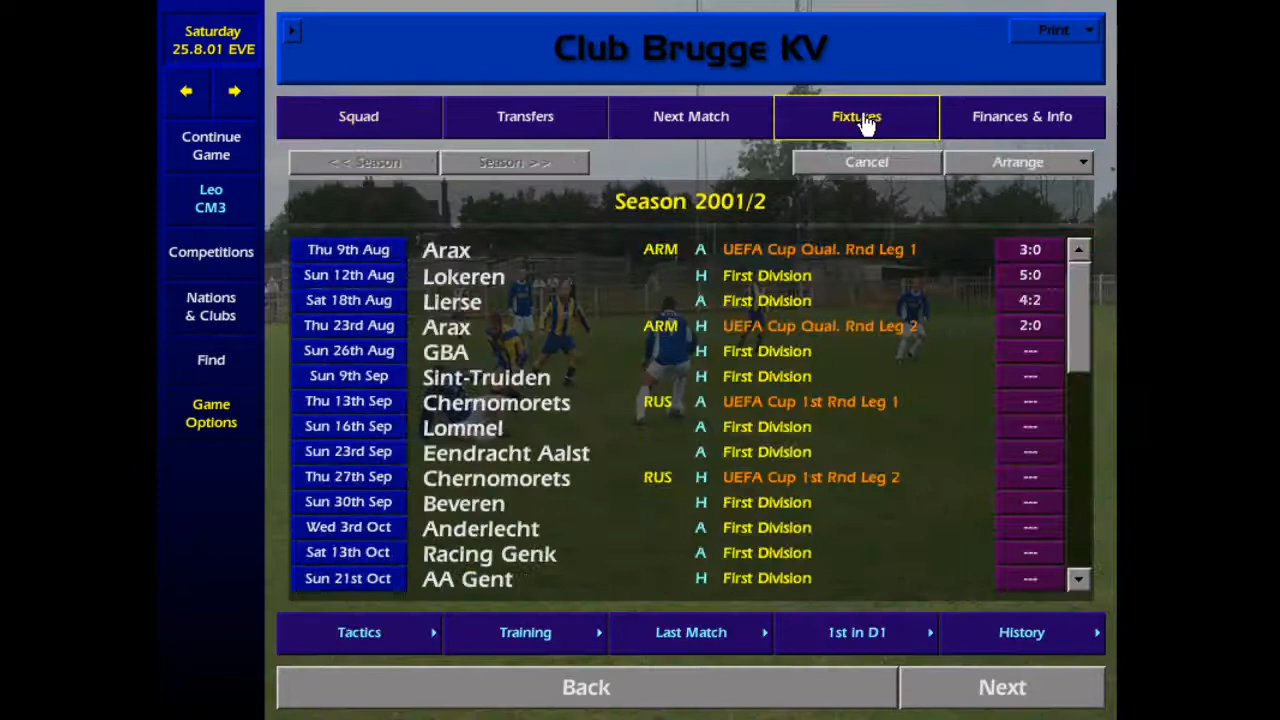 Saturday
25.8.01 EVE
Continue
Game
Leo
CM3
Competitions
Nations
& Clubs
Find
Game
Options
Club Brugge KV
Print
Squad Transfers Next Match Fixtures Finances & Info
<< Season Season >> Cancel Arrange
Season 2001/2
Thu 9th Aug Arax ARM A UEFA Cup Qual. Rnd Leg 1 3:0
Sun 12th Aug Lokeren H First Division 5:0
Sat 18th Aug Lierse A First Division 4:2
Thu 23rd Aug Arax ARM H UEFA Cup Qual. Rnd Leg 2 2:0
Sun 26th Aug GBA H First Division ---
Sun 9th Sep Sint-Truiden H First Division ---
Thu 13th Sep Chernomorets RUS A UEFA Cup 1st Rnd Leg 1 ---
Sun 16th Sep Lommel A First Division ---
Sun 23rd Sep Eendracht Aalst A First Division ---
Thu 27th Sep Chernomorets RUS H UEFA Cup 1st Rnd Leg 2 ---
Sun 30th Sep Beveren H First Division ---
Wed 3rd Oct Anderlecht A First Division ---
Sat 13th Oct Racing Genk A First Division ---
Sun 21st Oct AA Gent H First Division ---
Tactics Training Last Match 1st in D1 History
Back Next